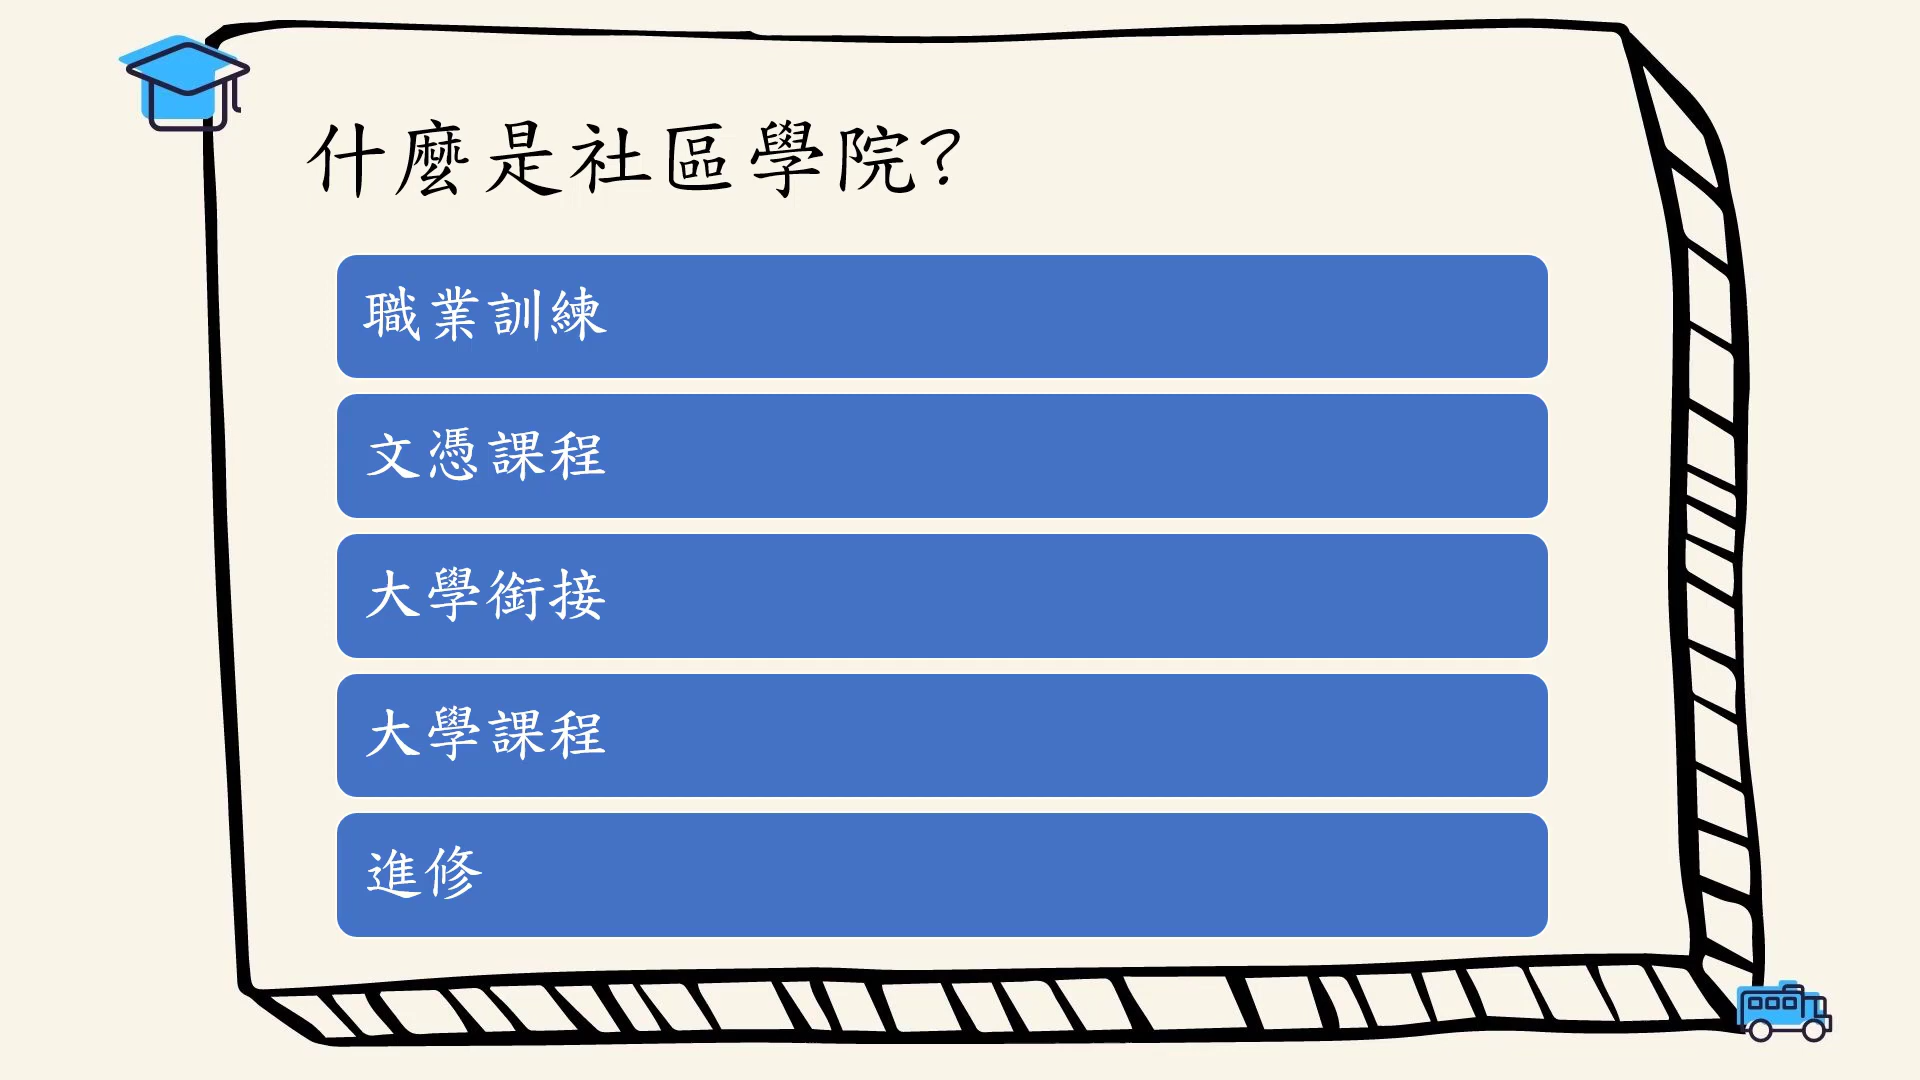 什麼是社區學院?
職業訓練
文憑課程
大學銜接
大學課程
進修